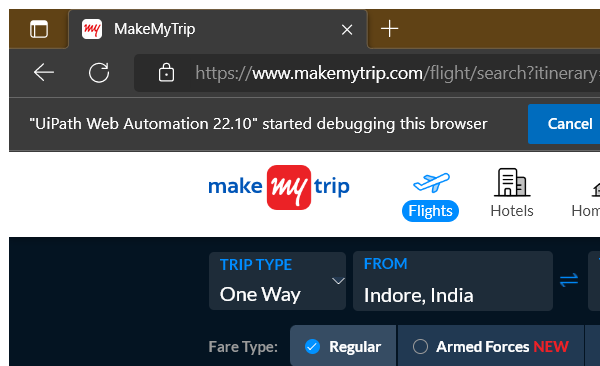 MakeMyTrip
https://www.makemytrip.com/flight/search?itinerary=
"UiPath Web Automation 22.10" started debugging this browser
Cancel
make my trip
Flights
Hotels
Hom
TRIP TYPE
One Way
FROM
Indore, India
Fare Type:
Regular
Armed Forces NEW